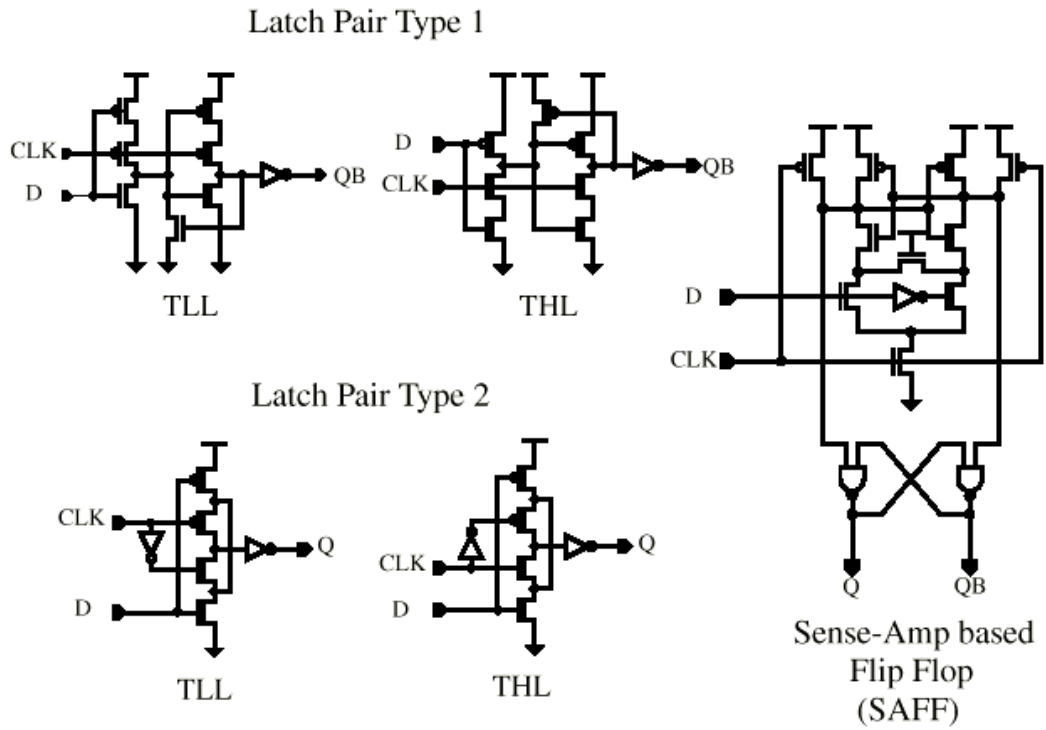 Latch Pair Type 1
CLK
D
QB
TLL
D
CLK
QB
THL
Latch Pair Type 2
CLK
D
Q
TLL
CLK
D
Q
THL
D
CLK
Q
QB
Sense-Amp based
Flip Flop
(SAFF)